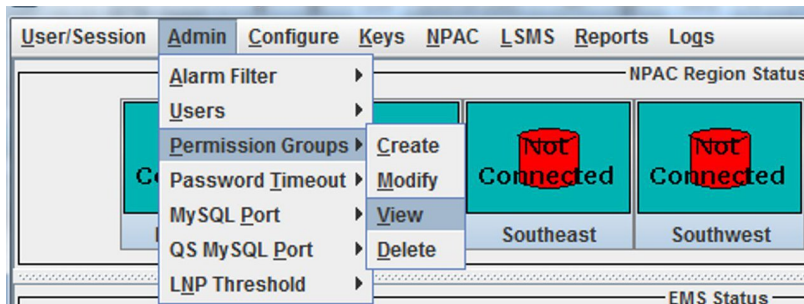 User/Session Admin Configure Keys NPAC LSMS Reports Logs
NPAC Region Status
Alarm Filter
Users
Permission Groups
Password Timeout
MySQL Port
QS MySQL Port
LNP Threshold
Create
Modify
View
Delete
Not
Connected
Southeast
Not
Connected
Southwest
EMS Status